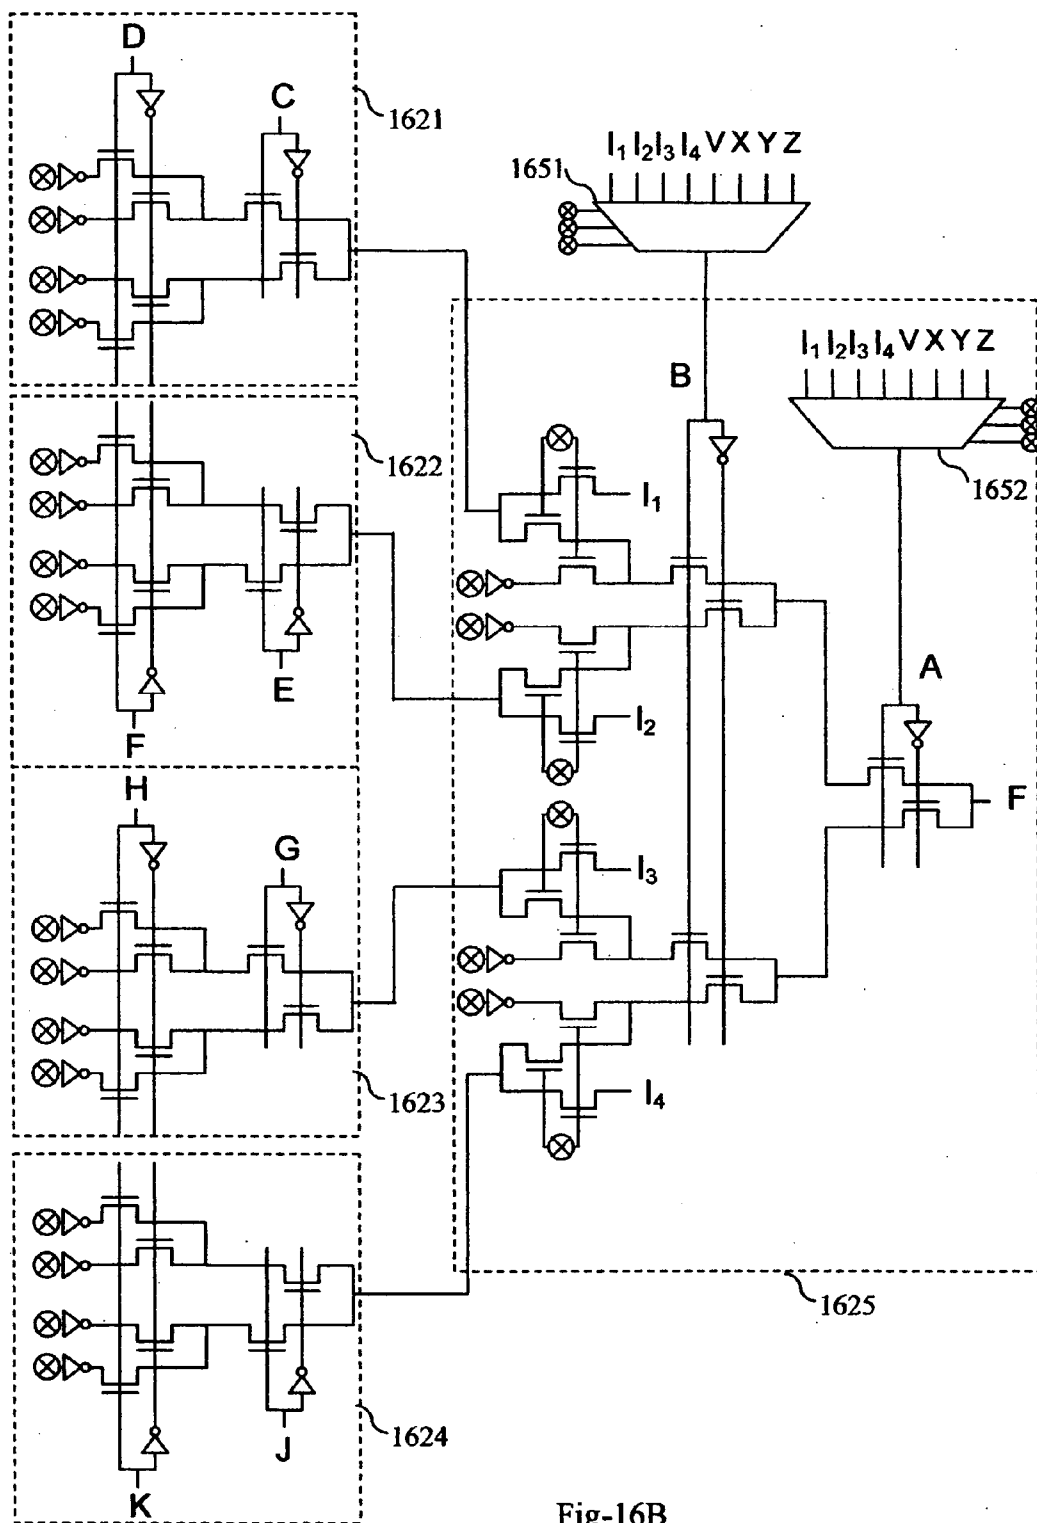 D
C
1621
I₁ I₂ I₃ I₄ V X Y Z
1651
I₁ I₂ I₃ I₄ V X Y Z
B
1622
1652
I₁
I₂
E
F
A
F
H
G
I₃
1623
I₄
1625
1624
J
K
Fig-16B